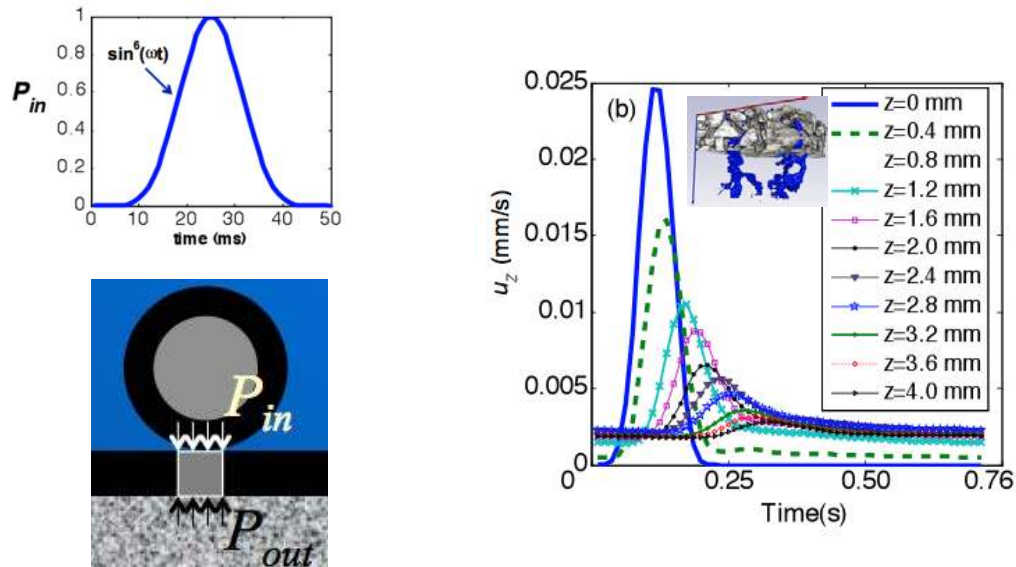 1
0.8
0.6
0.4
0.2
0
P_in
sin^6(ωt)
0 10 20 30 40 50
time (ms)
P_in
P_out
0.025
0.02
0.015
0.01
0.005
0
u_z (mm/s)
(b)
z=0 mm
z=0.4 mm
z=0.8 mm
z=1.2 mm
z=1.6 mm
z=2.0 mm
z=2.4 mm
z=2.8 mm
z=3.2 mm
z=3.6 mm
z=4.0 mm
0 0.25 0.50 0.76
Time(s)